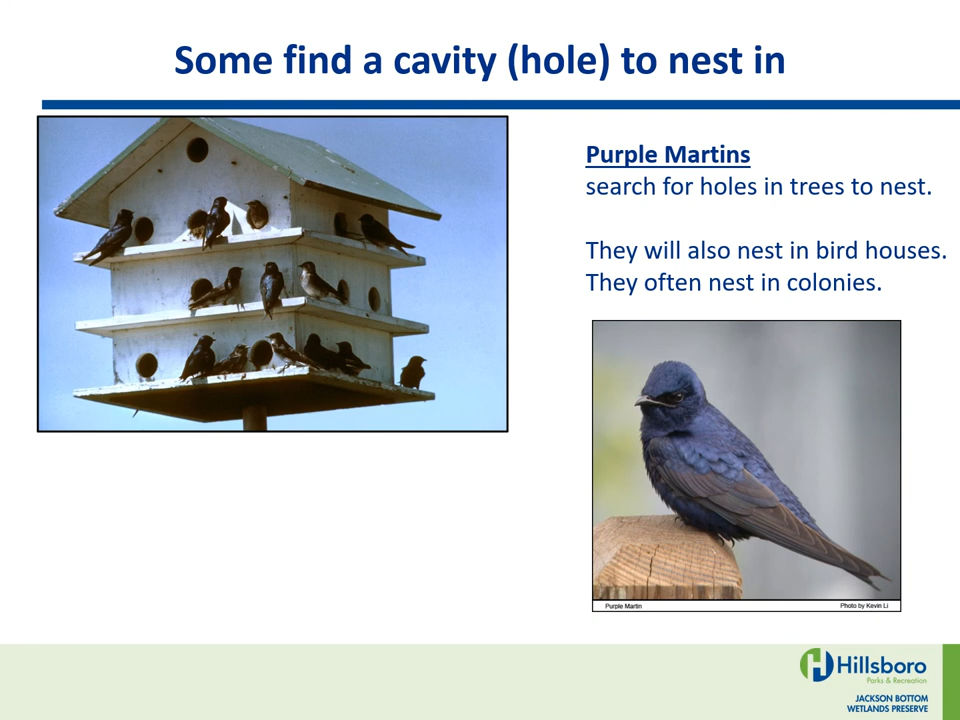 Some find a cavity (hole) to nest in
Purple Martins
search for holes in trees to nest.
They will also nest in bird houses.
They often nest in colonies.
Purple Martin
Photo by Kevin Li
Hillsboro
Parks & Recreation
JACKSON BOTTOM
WETLANDS PRESERVE